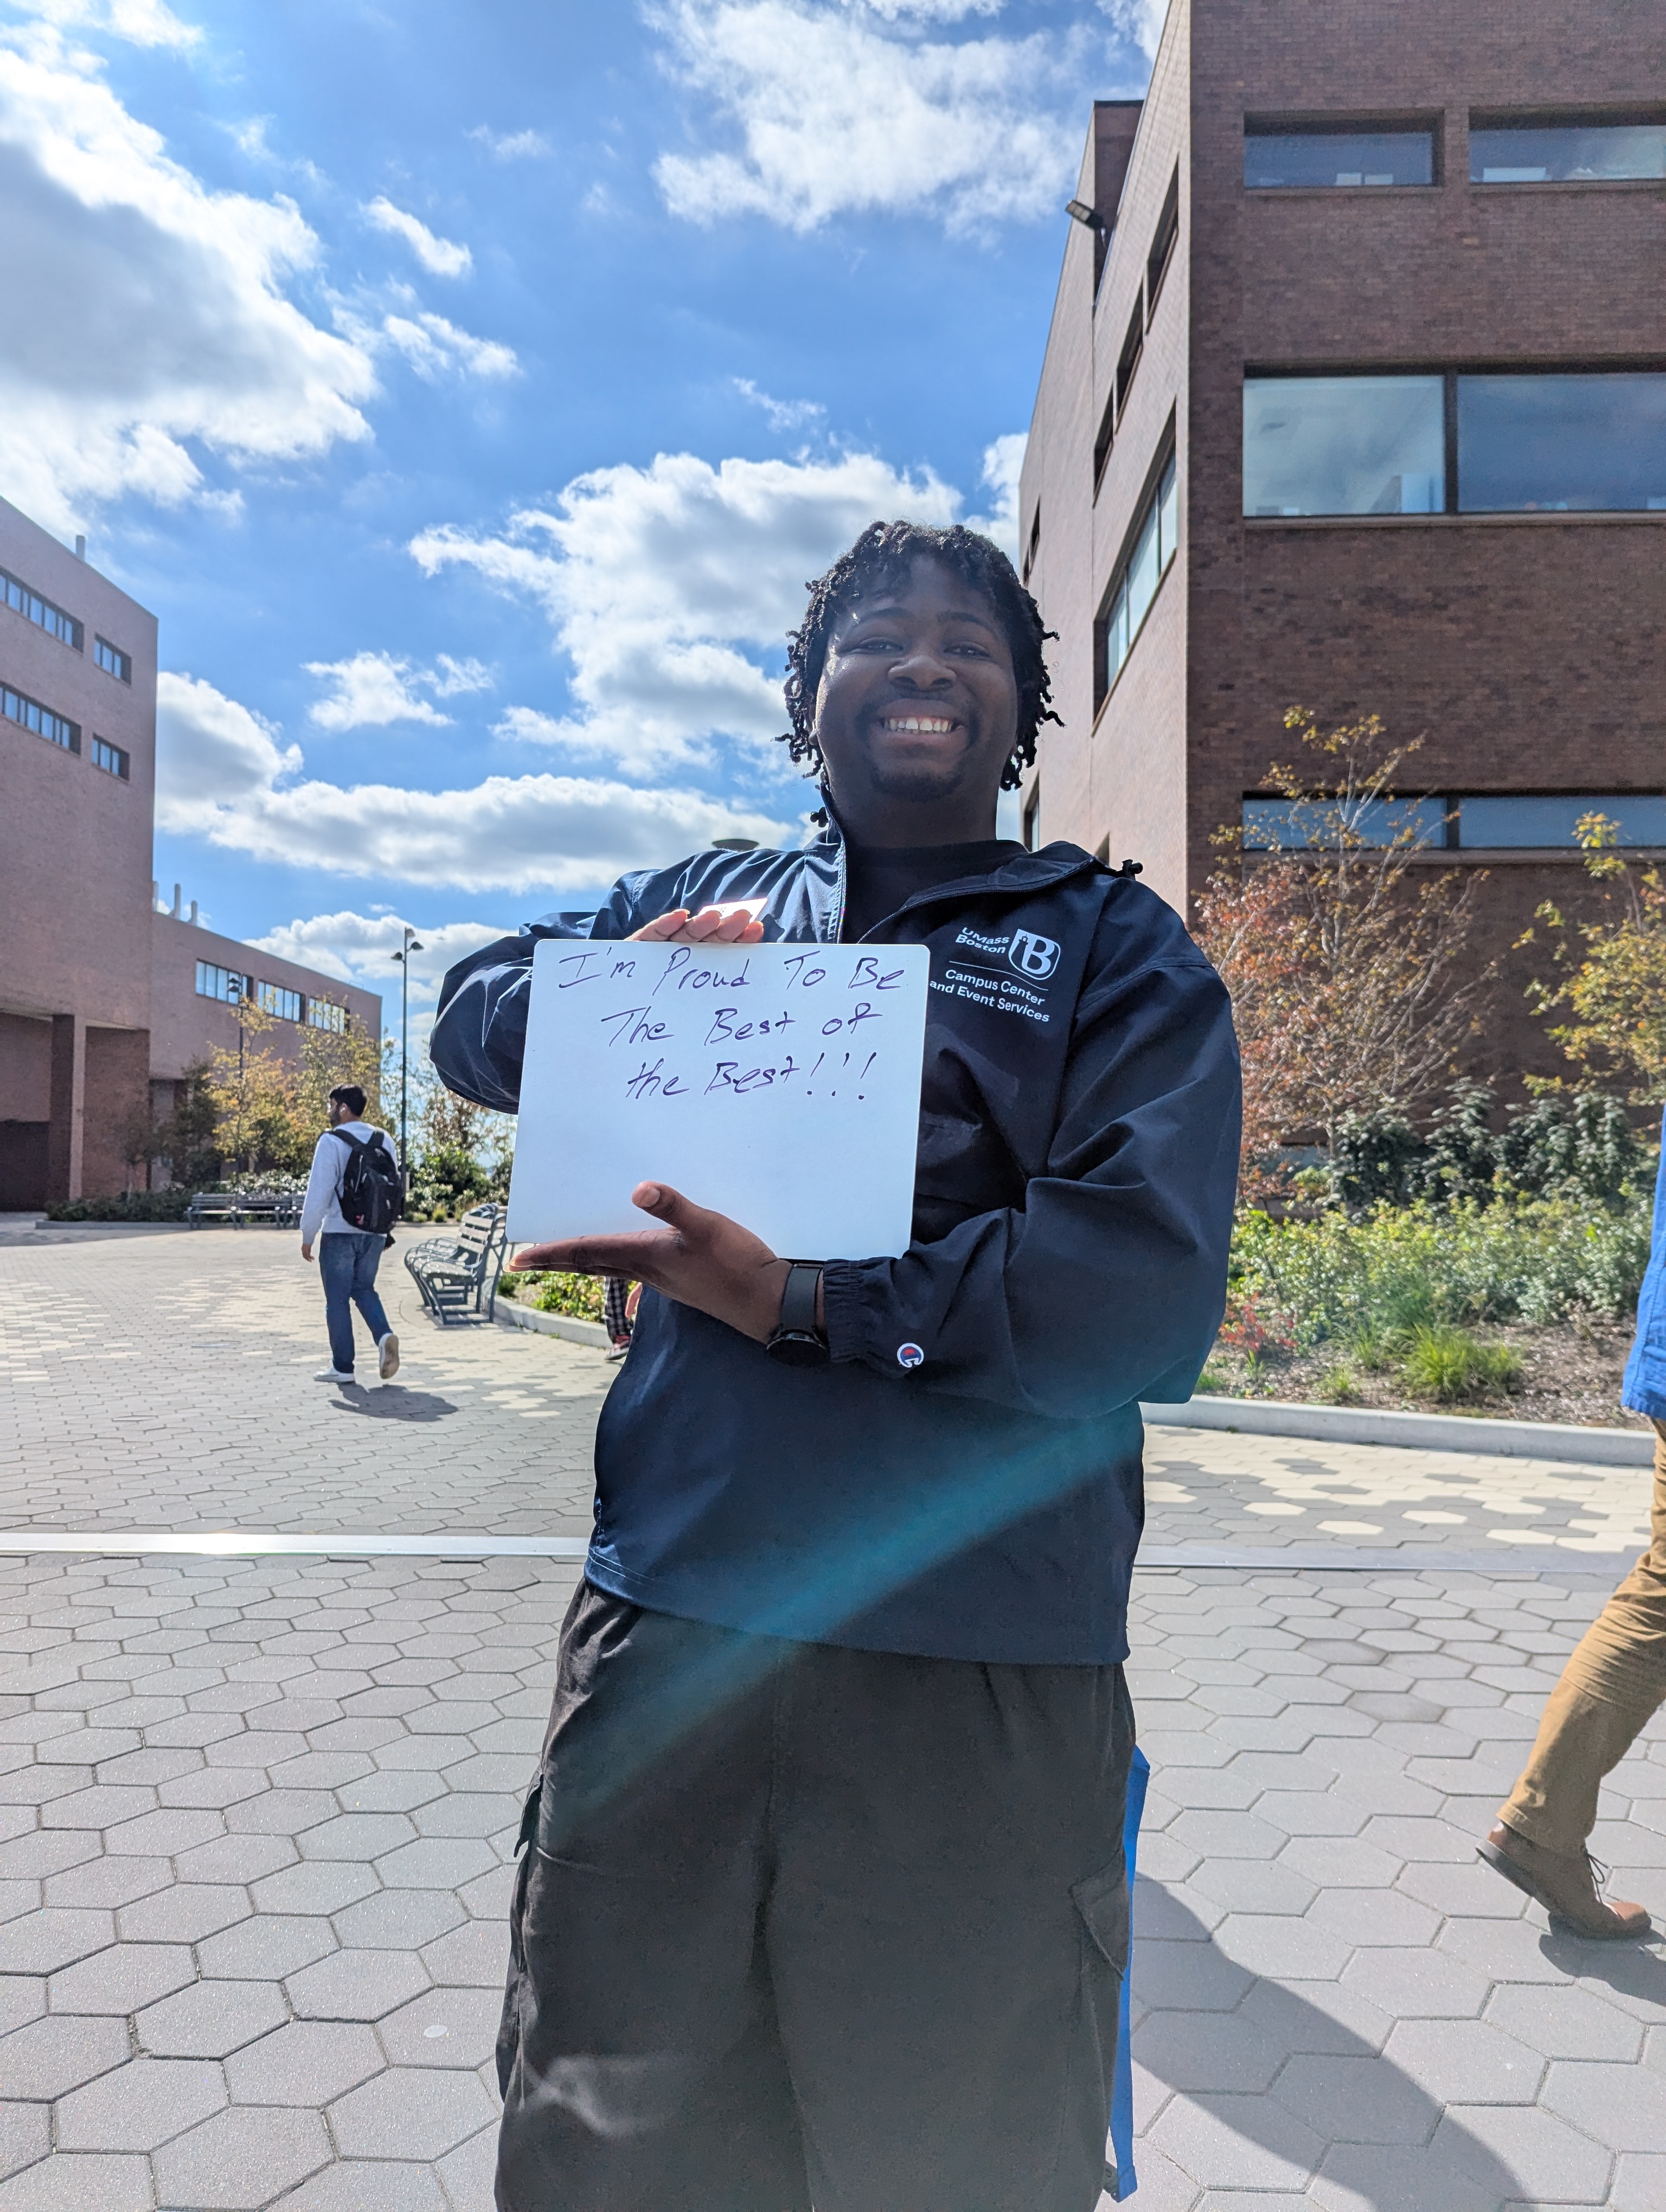 I'm Proud To Be
The Best of
the Best!!!
UMass
Boston
B
Campus Center
and Event Services